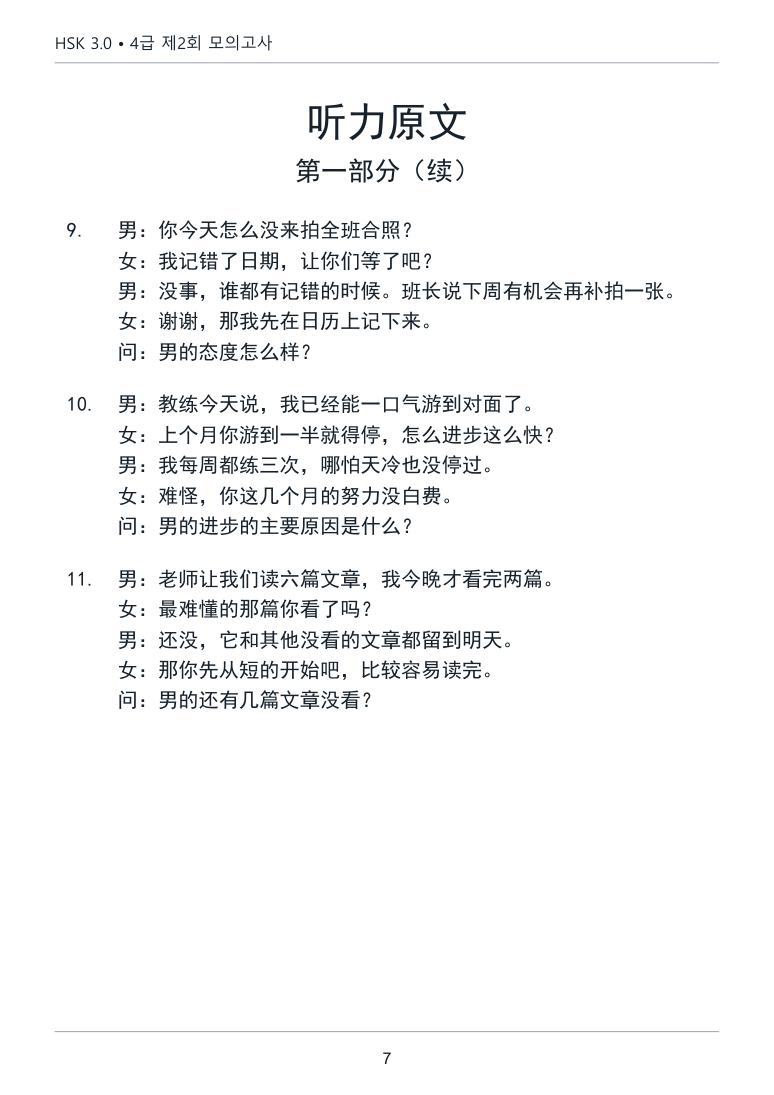 HSK 3.0 • 4급 제2회 모의고사
听力原文
第一部分（续）
9. 男：你今天怎么没来拍全班合照？
女：我记错了日期，让你们等了吧？
男：没事，谁都有记错的时候。班长说下周有机会再补拍一张。
女：谢谢，那我先在日历上记下来。
问：男的态度怎么样？
10. 男：教练今天说，我已经能一口气游到对面了。
女：上个月你游到一半就得停，怎么进步这么快？
男：我每周都练三次，哪怕天冷也没停过。
女：难怪，你这几个月的努力没白费。
问：男的进步的主要原因是什么？
11. 男：老师让我们读六篇文章，我今晚才看完两篇。
女：最难懂的那篇你看了吗？
男：还没，它和其他没看的文章都留到明天。
女：那你先从短的开始吧，比较容易读完。
问：男的还有几篇文章没看？
7